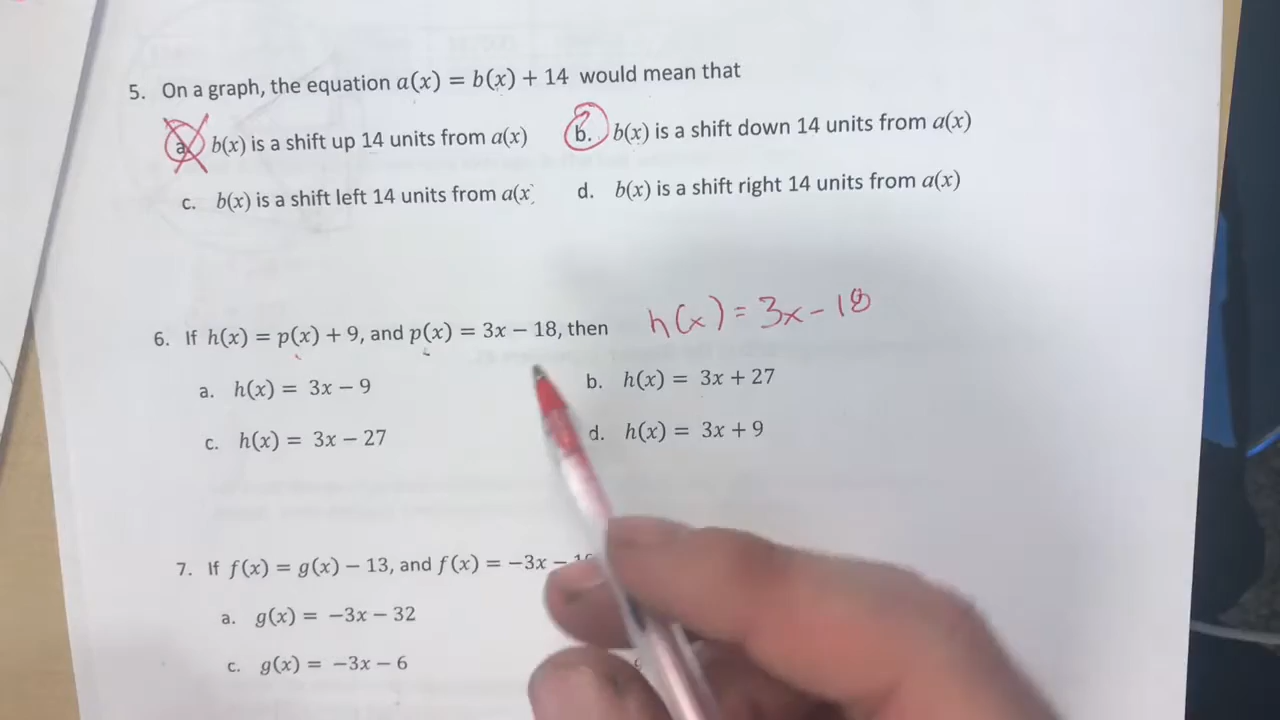 5. On a graph, the equation a(x) = b(x) + 14 would mean that
a. b(x) is a shift up 14 units from a(x) b. b(x) is a shift down 14 units from a(x)
c. b(x) is a shift left 14 units from a(x) d. b(x) is a shift right 14 units from a(x)
h(x) = 3x - 18
6. If h(x) = p(x) + 9, and p(x) = 3x − 18, then
a. h(x) = 3x − 9 b. h(x) = 3x + 27
c. h(x) = 3x − 27 d. h(x) = 3x + 9
7. If f(x) = g(x) − 13, and f(x) = −3x −
a. g(x) = −3x − 32
c. g(x) = −3x − 6